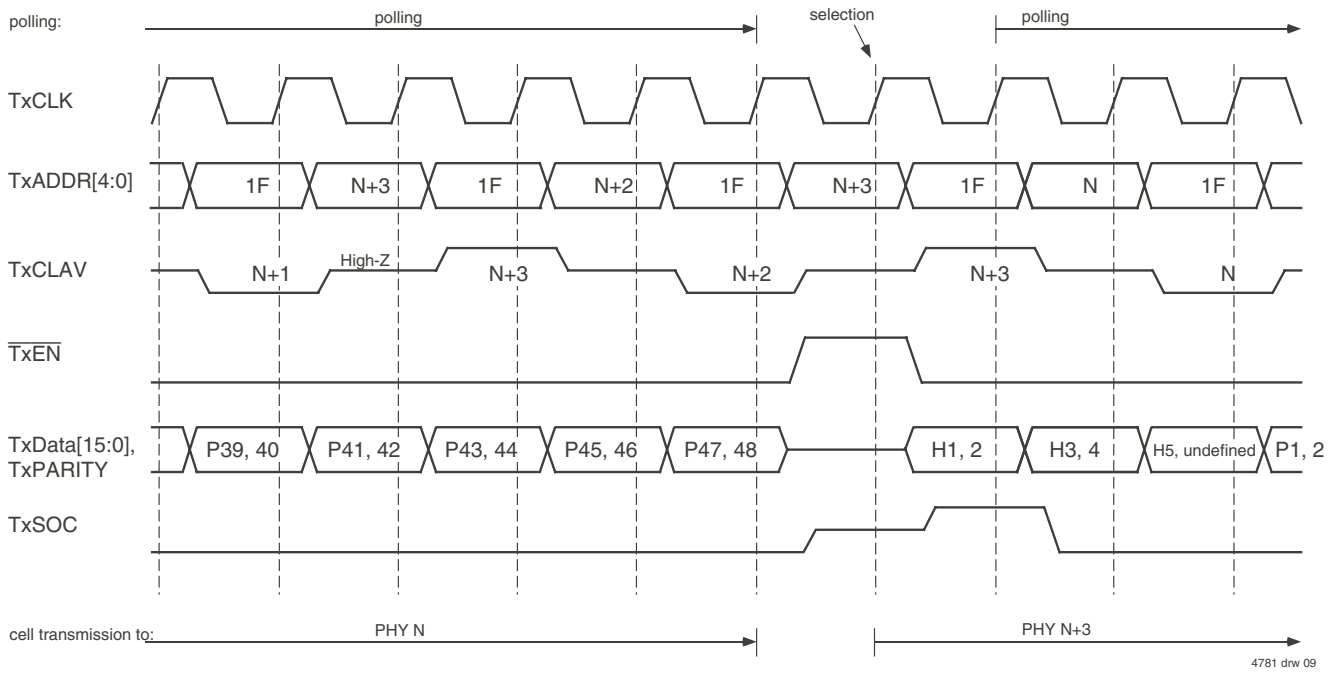 polling: polling selection polling
TxCLK
TxADDR[4:0] 1F N+3 1F N+2 1F N+3 1F N 1F
TxCLAV N+1 High-Z N+3 N+2 N+3 N
TxEN
TxData[15:0], TxPARITY P39, 40 P41, 42 P43, 44 P45, 46 P47, 48 H1, 2 H3, 4 H5, undefined P1, 2
TxSOC
cell transmission to: PHY N PHY N+3
4781 drw 09